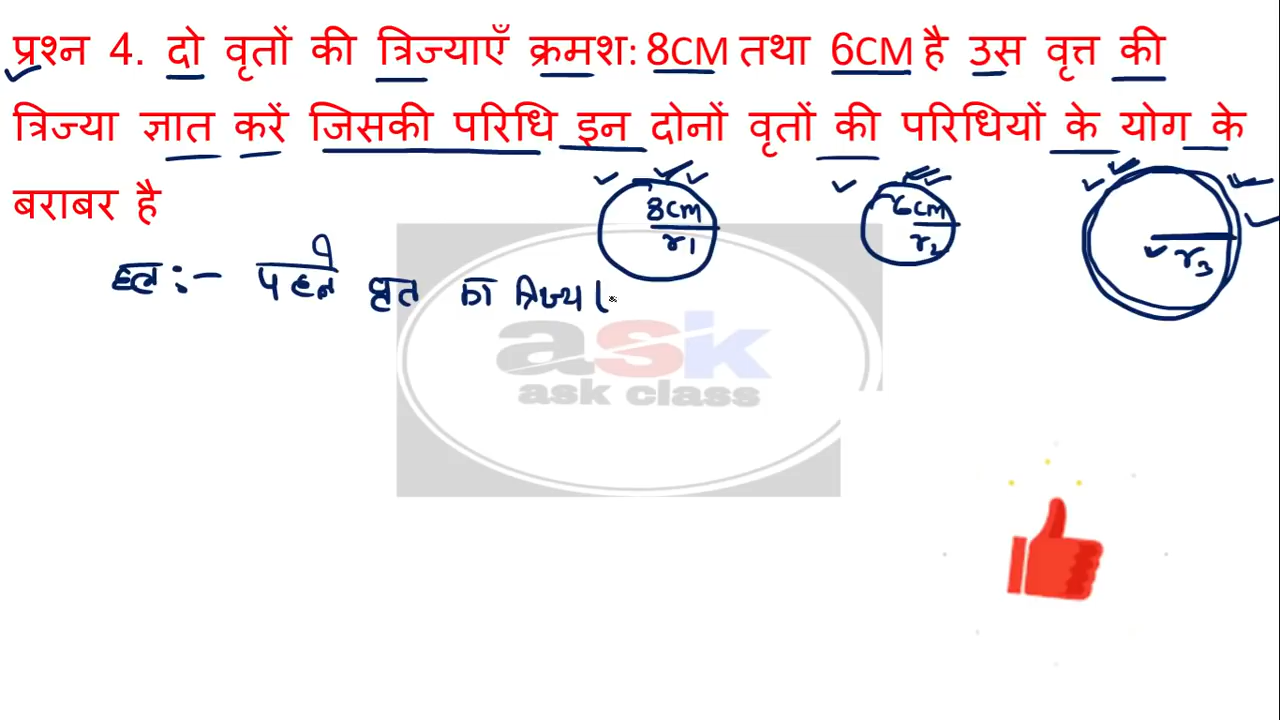 प्रश्न 4. दो वृतों की त्रिज्याएँ क्रमश: 8CM तथा 6CM है उस वृत्त की
त्रिज्या ज्ञात करें जिसकी परिधि इन दोनों वृतों की परिधियों के योग के
बराबर है
8CM
r1
6CM
r2
r3
हल :- पहले वृत का त्रिज्य (
ask
ask class